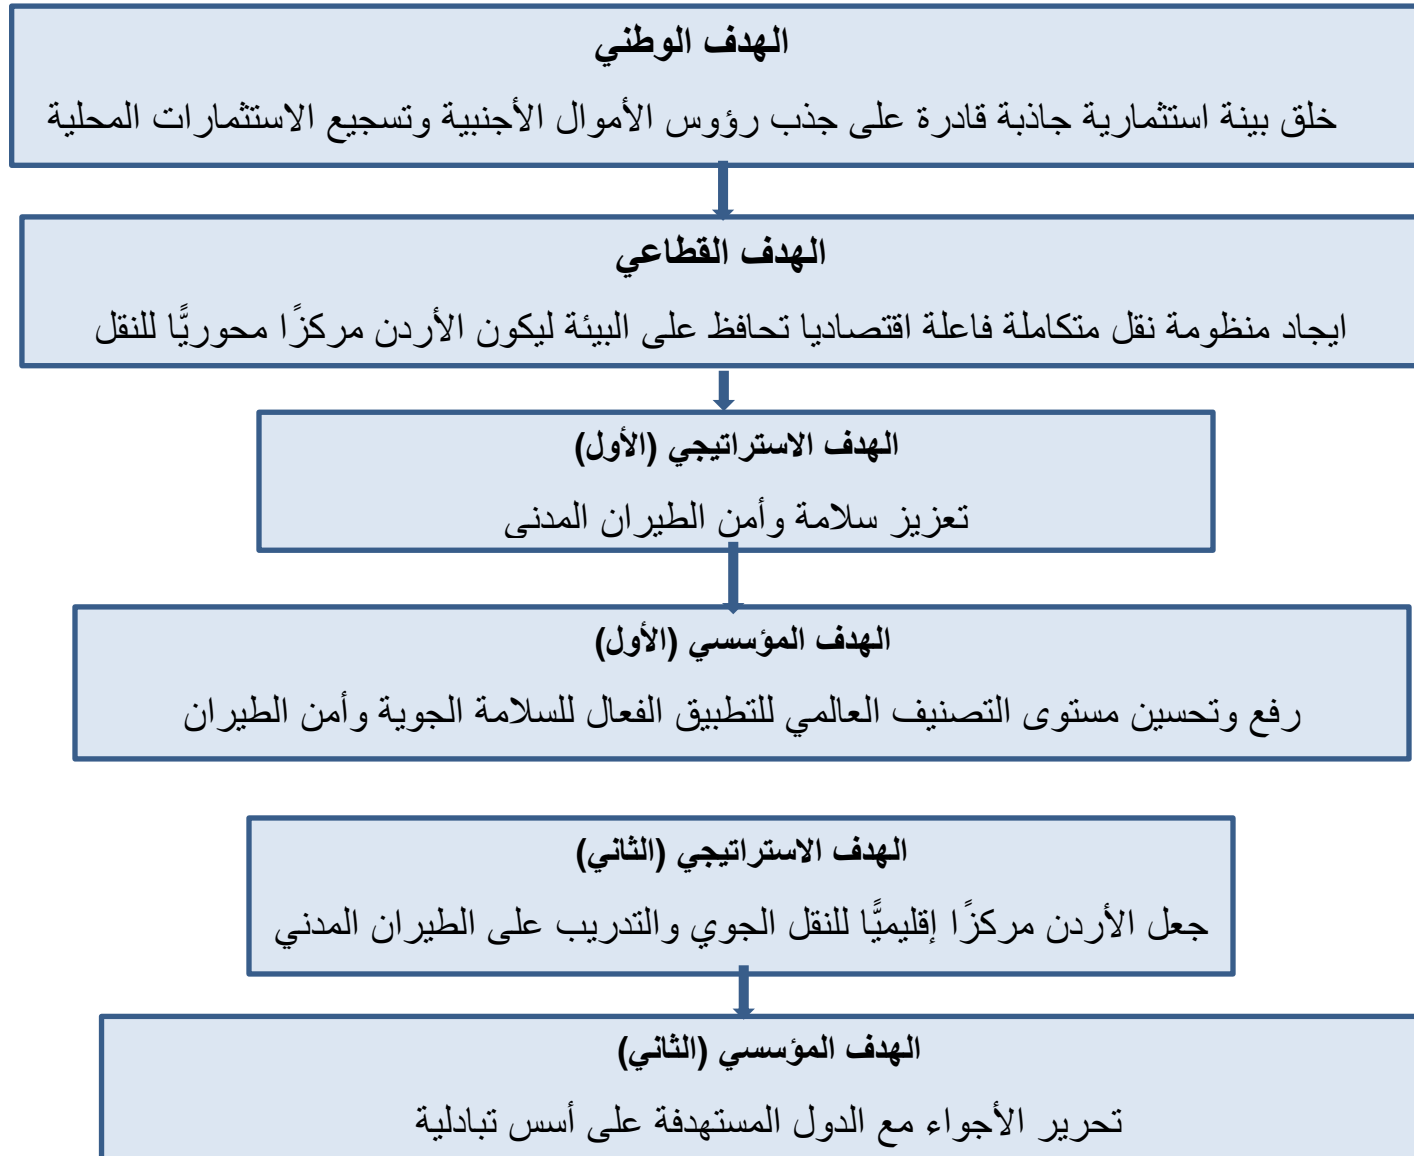 الهدف الوطني
خلق بينة استثمارية جاذبة قادرة على جذب رؤوس الأموال الأجنبية وتسجيع الاستثمارات المحلية
الهدف القطاعي
ايجاد منظومة نقل متكاملة فاعلة اقتصاديا تحافظ على البيئة ليكون الأردن مركزًا محوريًّا للنقل
الهدف الاستراتيجي (الأول)
تعزيز سلامة وأمن الطيران المدني
الهدف المؤسسي (الأول)
رفع وتحسين مستوى التصنيف العالمي للتطبيق الفعال للسلامة الجوية وأمن الطيران
الهدف الاستراتيجي (الثاني)
جعل الأردن مركزًا إقليميًّا للنقل الجوي والتدريب على الطيران المدني
الهدف المؤسسي (الثاني)
تحرير الأجواء مع الدول المستهدفة على أسس تبادلية